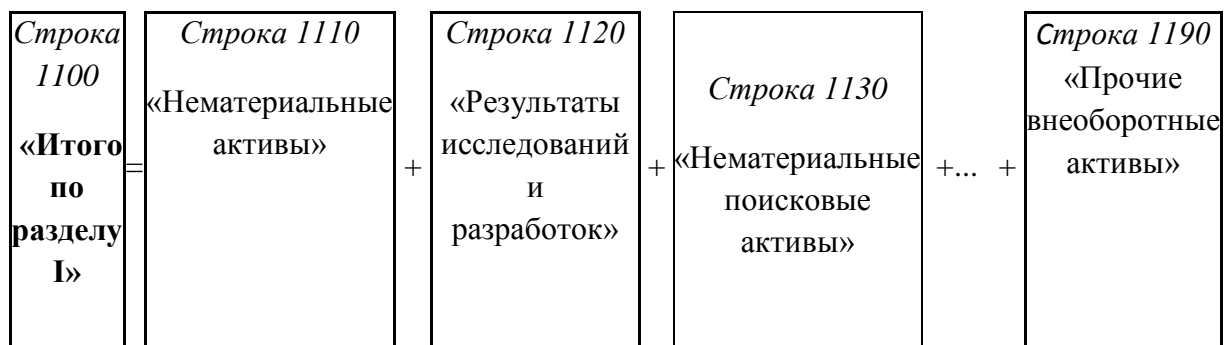 Строка
1100
«Итого
по
разделу
I»
=
Строка 1110
«Нематериальные
активы»
+
Строка 1120
«Результаты
исследований
и
разработок»
+
Строка 1130
«Нематериальные
поисковые
активы»
+... +
Строка 1190
«Прочие
внеоборотные
активы»